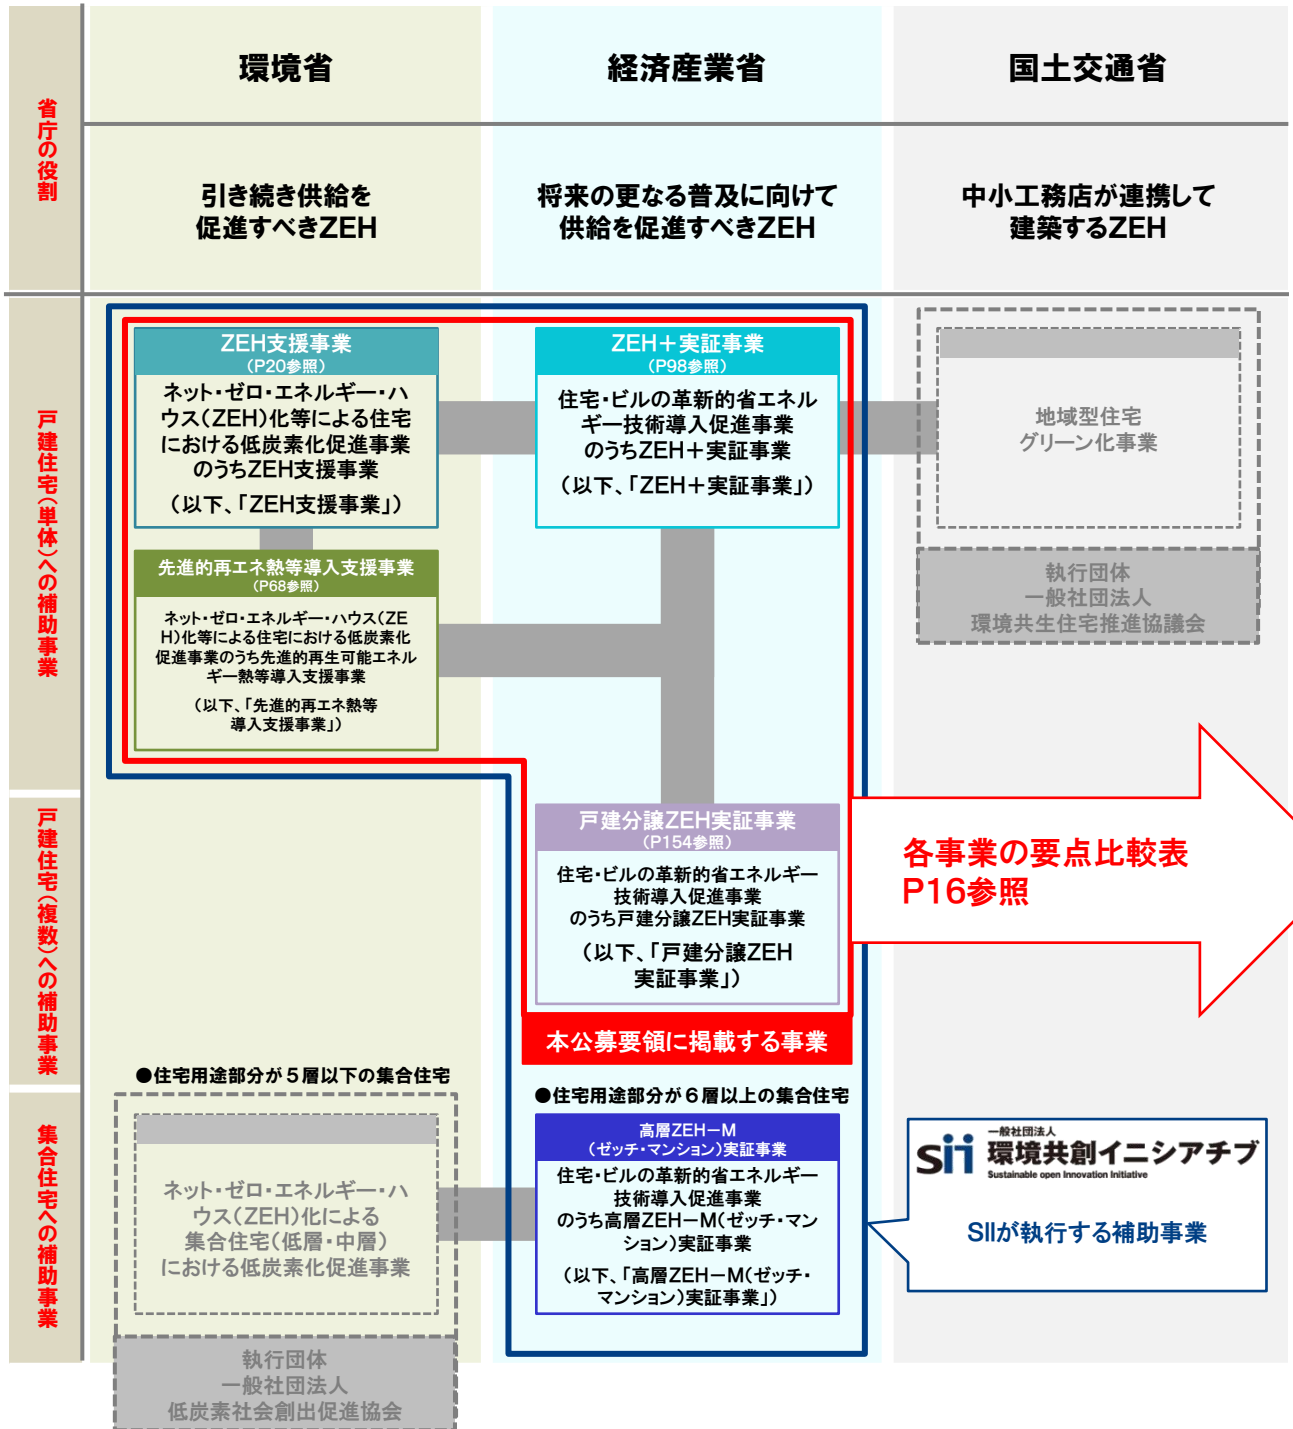 省庁の役割
環境省
経済産業省
国土交通省
引き続き供給を
促進すべきZEH
将来の更なる普及に向けて
供給を促進すべきZEH
中小工務店が連携して
建築するZEH
戸建住宅(単体)への補助事業
ZEH支援事業
(P20参照)
ネット・ゼロ・エネルギー・ハ
ウス(ZEH)化等による住宅
における低炭素化促進事業
のうちZEH支援事業
(以下、「ZEH支援事業」)
ZEH+実証事業
(P98参照)
住宅・ビルの革新的省エネル
ギー技術導入促進事業
のうちZEH+実証事業
(以下、「ZEH+実証事業」)
地域型住宅
グリーン化事業
執行団体
一般社団法人
環境共生住宅推進協議会
先進的再エネ熱等導入支援事業
(P68参照)
ネット・ゼロ・エネルギー・ハウス(ZE
H)化等による住宅における低炭素化
促進事業のうち先進的再生可能エネル
ギー熱等導入支援事業
(以下、「先進的再エネ熱等
導入支援事業」)
戸建住宅(複数)への補助事業
戸建分譲ZEH実証事業
(P154参照)
住宅・ビルの革新的省エネルギー
技術導入促進事業
のうち戸建分譲ZEH実証事業
(以下、「戸建分譲ZEH
実証事業」)
各事業の要点比較表
P16参照
本公募要領に掲載する事業
集合住宅への補助事業
●住宅用途部分が5層以下の集合住宅
ネット・ゼロ・エネルギー・ハ
ウス(ZEH)化による
集合住宅(低層・中層)
における低炭素化促進事業
執行団体
一般社団法人
低炭素社会創出促進協会
●住宅用途部分が6層以上の集合住宅
高層ZEH-M
(ゼッチ・マンション)実証事業
住宅・ビルの革新的省エネルギー
技術導入促進事業
のうち高層ZEH-M(ゼッチ・マン
ション)実証事業
(以下、「高層ZEH-M(ゼッチ・
マンション)実証事業」)
sii
一般社団法人
環境共創イニシアチブ
Sustainable open Innovation Initiative
SIIが執行する補助事業